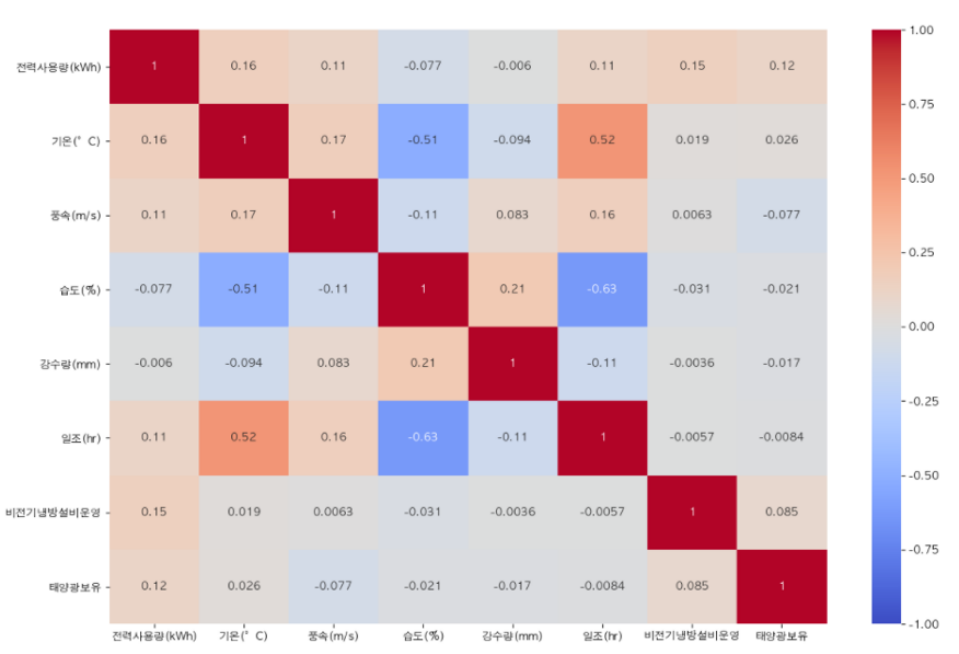 1.00
전력사용량(kWh) 1 0.16 0.11 -0.077 -0.006 0.11 0.15 0.12
0.75
기온(° C) 0.16 1 0.17 -0.51 -0.094 0.52 0.019 0.026
0.50
풍속(m/s) 0.11 0.17 1 -0.11 0.083 0.16 0.0063 -0.077
0.25
습도(%) -0.077 -0.51 -0.11 1 0.21 -0.63 -0.031 -0.021
0.00
강수량(mm) -0.006 -0.094 0.083 0.21 1 -0.11 -0.0036 -0.017
-0.25
일조(hr) 0.11 0.52 0.16 -0.63 -0.11 1 -0.0057 -0.0084
-0.50
비전기냉방설비운영 0.15 0.019 0.0063 -0.031 -0.0036 -0.0057 1 0.085
-0.75
태양광보유 0.12 0.026 -0.077 -0.021 -0.017 -0.0084 0.085 1
-1.00
전력사용량(kWh) 기온(° C) 풍속(m/s) 습도(%) 강수량(mm) 일조(hr) 비전기냉방설비운영 태양광보유